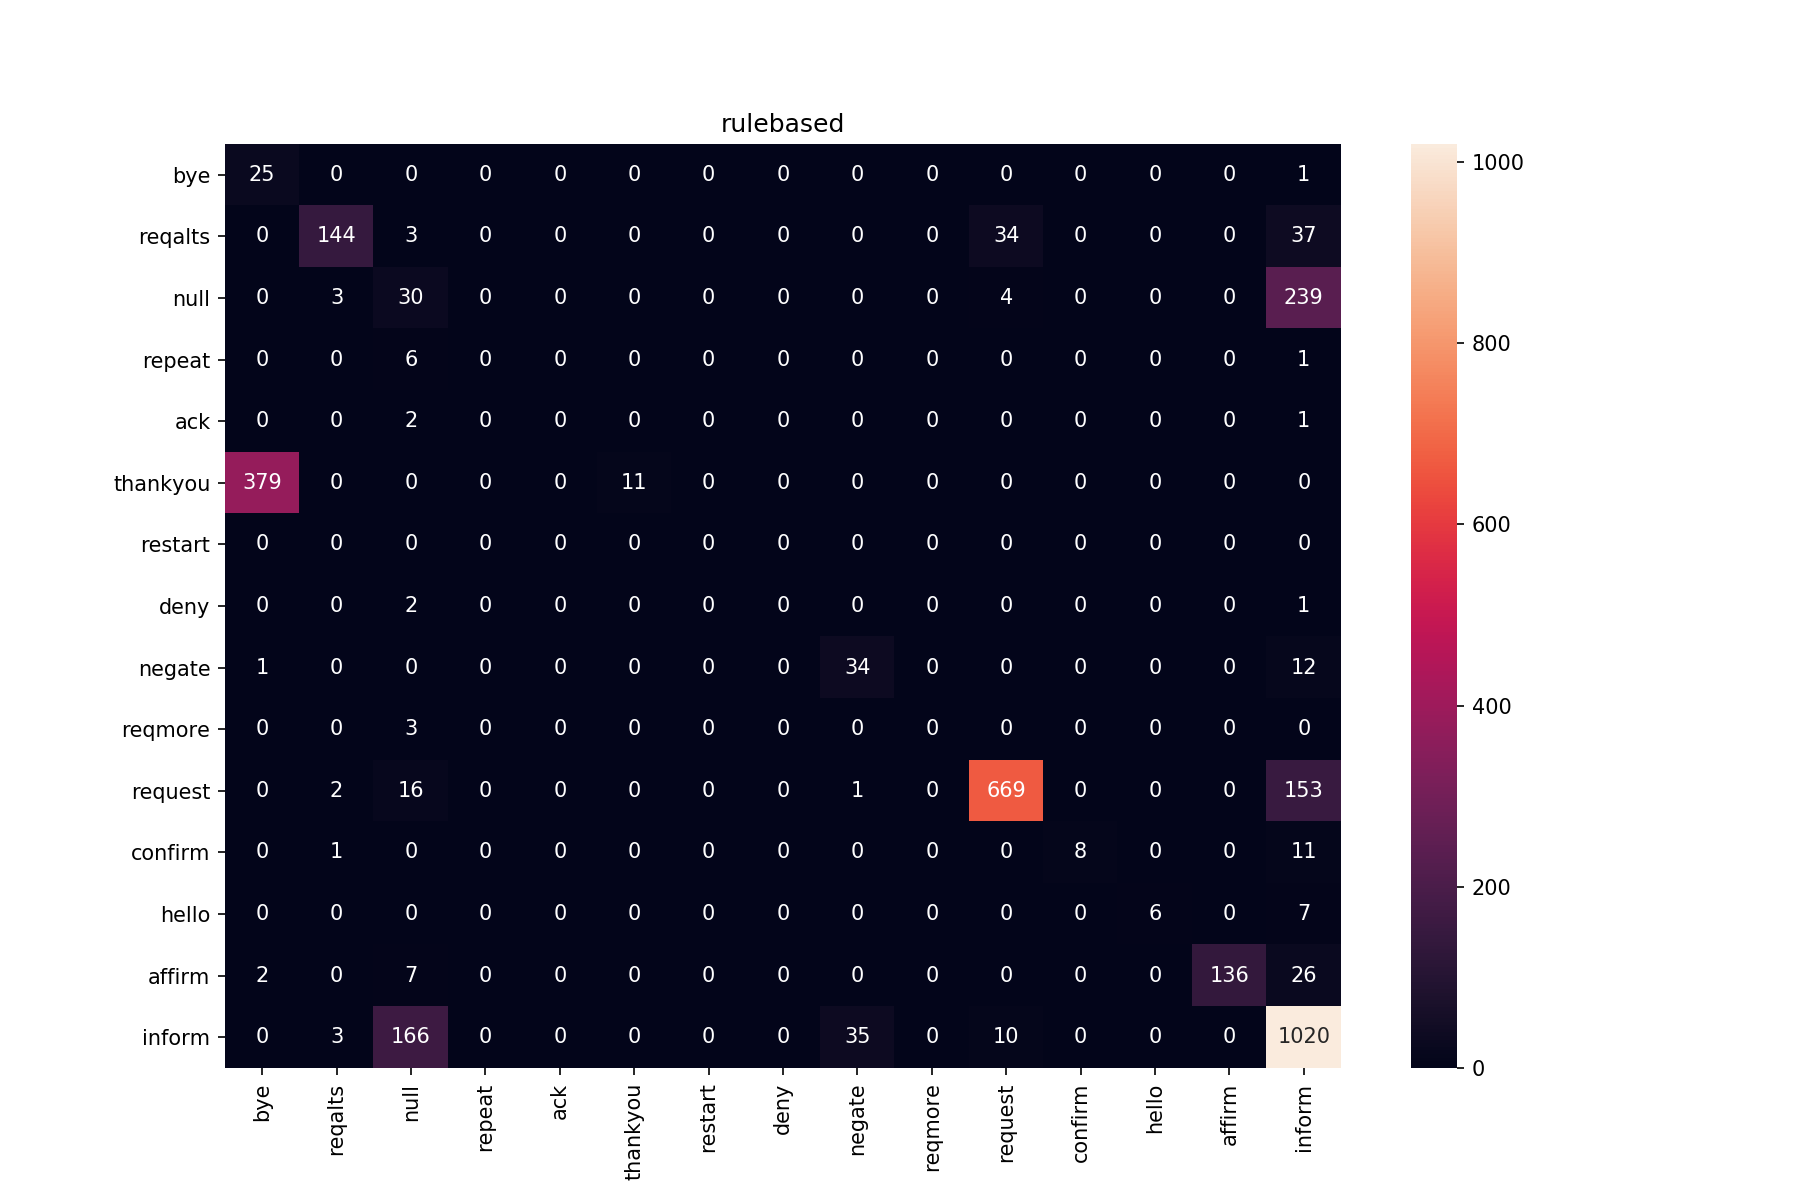 rulebased
bye 25 0 0 0 0 0 0 0 0 0 0 0 0 0 1
reqalts 0 144 3 0 0 0 0 0 0 0 34 0 0 0 37
null 0 3 30 0 0 0 0 0 0 0 4 0 0 0 239
repeat 0 0 6 0 0 0 0 0 0 0 0 0 0 0 1
ack 0 0 2 0 0 0 0 0 0 0 0 0 0 0 1
thankyou 379 0 0 0 0 11 0 0 0 0 0 0 0 0 0
restart 0 0 0 0 0 0 0 0 0 0 0 0 0 0 0
deny 0 0 2 0 0 0 0 0 0 0 0 0 0 0 1
negate 1 0 0 0 0 0 0 0 34 0 0 0 0 0 12
reqmore 0 0 3 0 0 0 0 0 0 0 0 0 0 0 0
request 0 2 16 0 0 0 0 0 1 0 669 0 0 0 153
confirm 0 1 0 0 0 0 0 0 0 0 0 8 0 0 11
hello 0 0 0 0 0 0 0 0 0 0 0 0 6 0 7
affirm 2 0 7 0 0 0 0 0 0 0 0 0 0 136 26
inform 0 3 166 0 0 0 0 0 35 0 10 0 0 0 1020
bye reqalts null repeat ack thankyou restart deny negate reqmore request confirm hello affirm inform
1000
800
600
400
200
0